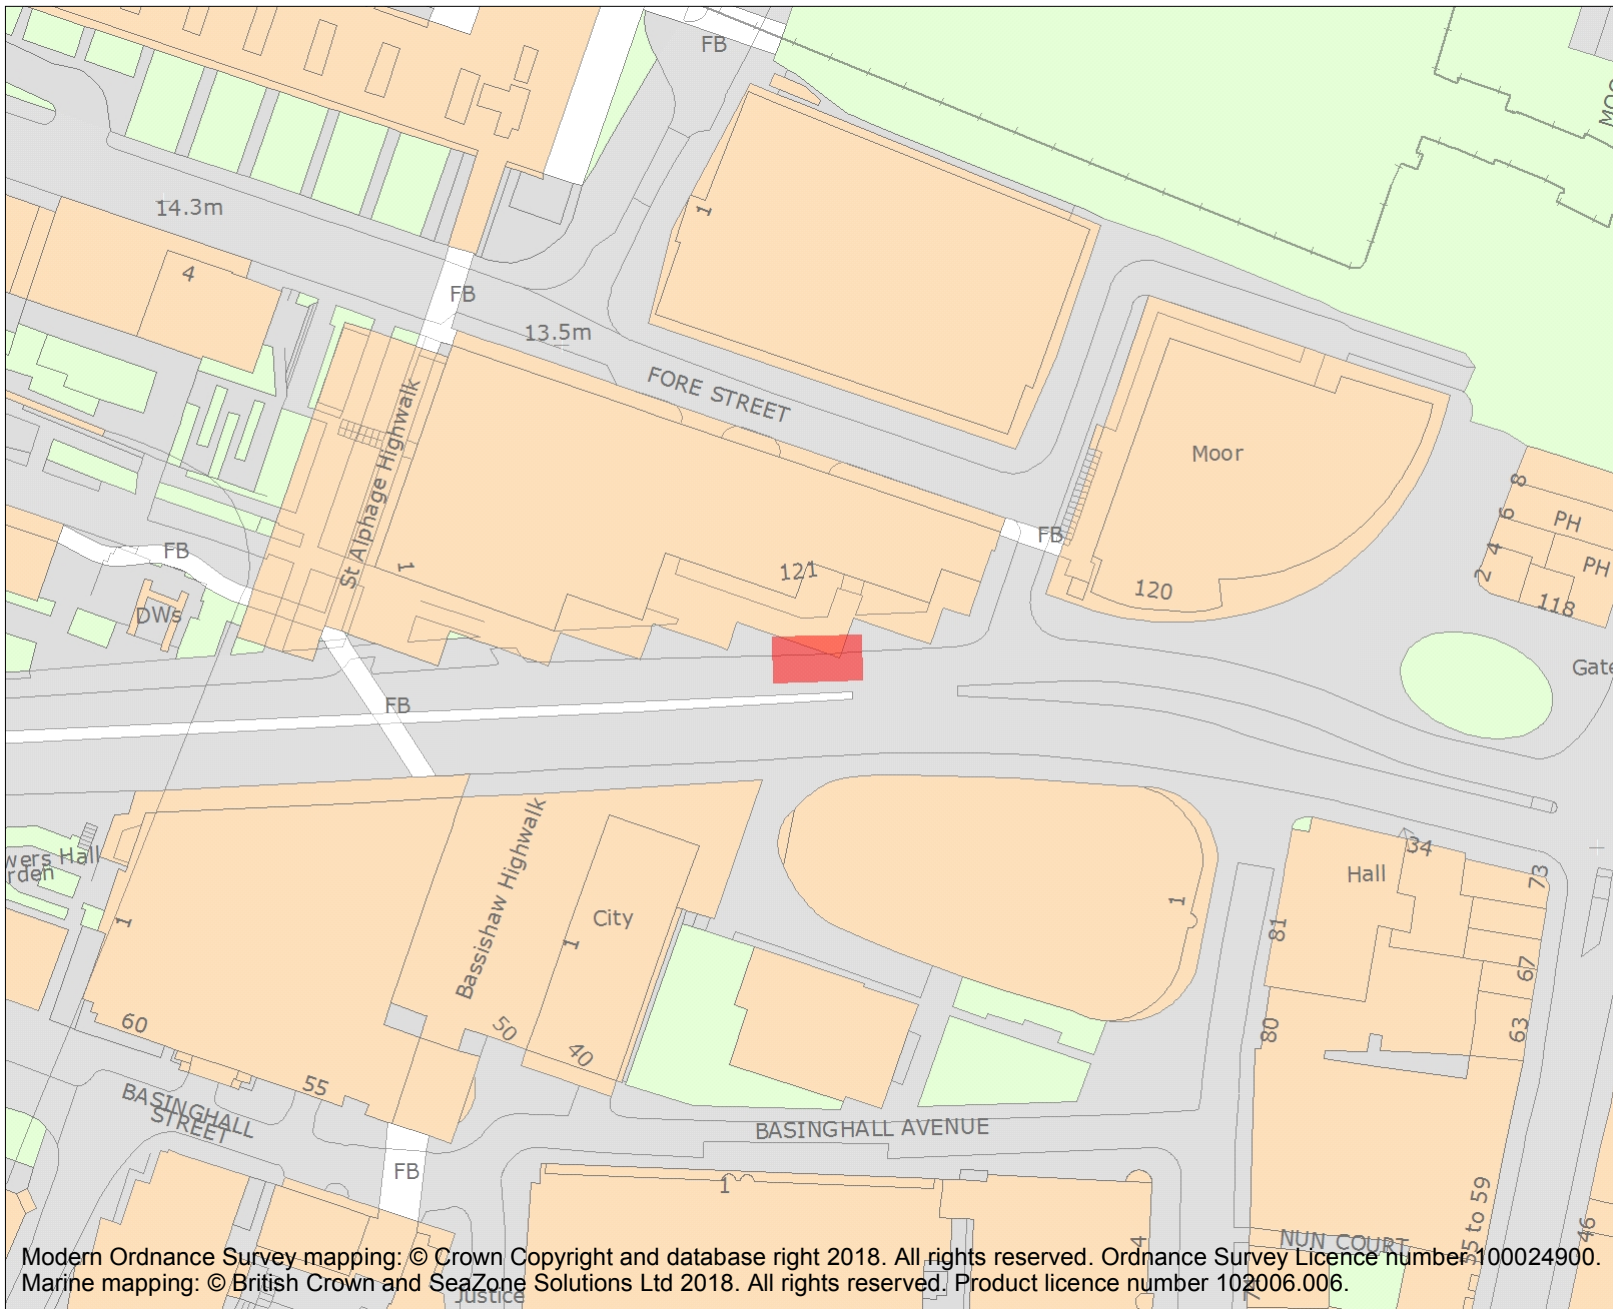 FB
MOO
14.3m
1
4
FB
13.5m
FORE STREET
St Alphage Highwalk
Moor
8
6
PH
4
PH
2
118
FB
FB
1
121
120
DWs
Gate
FB
wers Hall
rden
Bassishaw Highwalk
City
1
1
1
34
Hall
73
81
67
60
50
40
80
63
55
BASINGHALL
STREET
BASINGHALL AVENUE
FB
1
55 to 59
4
NUN COURT
46
Modern Ordnance Survey mapping: © Crown Copyright and database right 2018. All rights reserved. Ordnance Survey Licence number 100024900.
Marine mapping: © British Crown and SeaZone Solutions Ltd 2018. All rights reserved. Product licence number 102006.006.
Justice